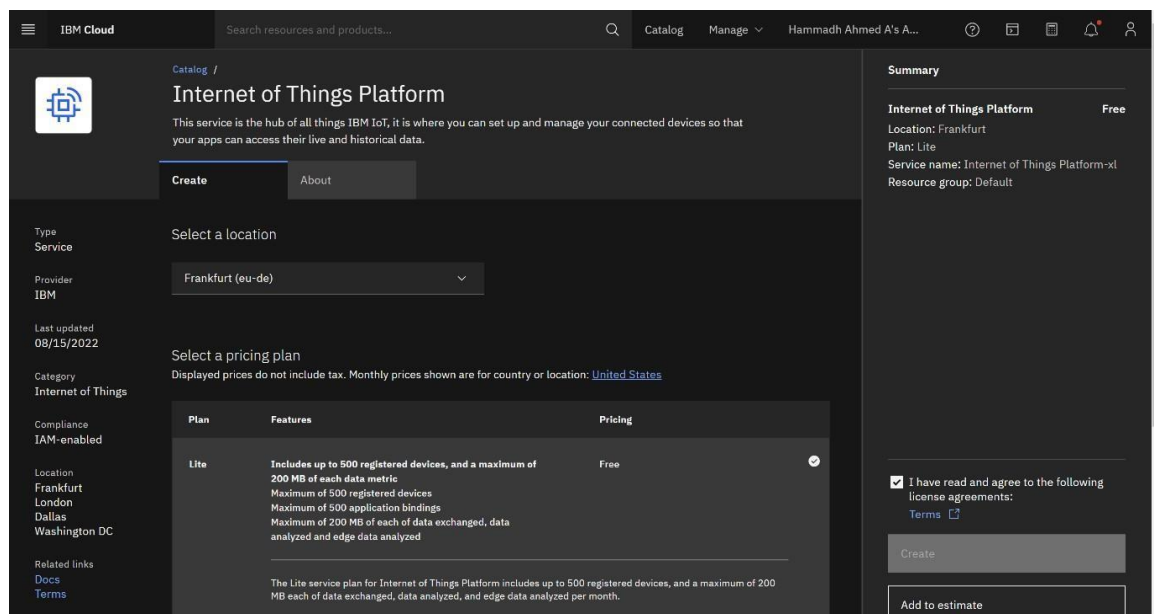 IBM Cloud
Search resources and products...
Catalog
Manage
Hammadh Ahmed A's A...
Catalog /
Internet of Things Platform
This service is the hub of all things IBM IoT, it is where you can set up and manage your connected devices so that
your apps can access their live and historical data.
Create
About
Type
Service
Provider
IBM
Last updated
08/15/2022
Category
Internet of Things
Compliance
IAM-enabled
Location
Frankfurt
London
Dallas
Washington DC
Related links
Docs
Terms
Select a location
Frankfurt (eu-de)
Select a pricing plan
Displayed prices do not include tax. Monthly prices shown are for country or location: United States
Plan
Features
Pricing
Lite
Includes up to 500 registered devices, and a maximum of
200 MB of each data metric
Maximum of 500 registered devices
Maximum of 500 application bindings
Maximum of 200 MB of each of data exchanged, data
analyzed and edge data analyzed
Free
The Lite service plan for Internet of Things Platform includes up to 500 registered devices, and a maximum of 200
MB each of data exchanged, data analyzed, and edge data analyzed per month.
Summary
Internet of Things Platform Free
Location: Frankfurt
Plan: Lite
Service name: Internet of Things Platform-xl
Resource group: Default
I have read and agree to the following
license agreements:
Terms
Create
Add to estimate